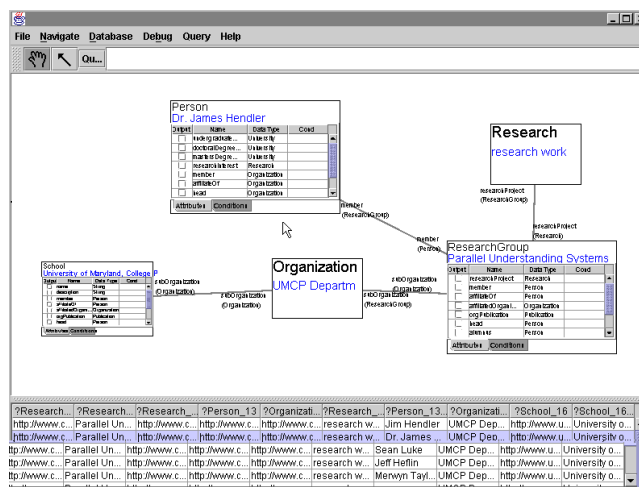 File Navigate Database Debug Query Help
Qu...
Person
Dr. James Hendler
Output Name Data Type Cond
undergraduate... University
doctoralDegree... University
mastersDegree... University
researchInterest Research
member Organization
affiliateOf Organization
head Organization
Attributes Conditions
Research
research work
researchProject
(ResearchGroup)
member
(ResearchGroup)
researchProject
(Research)
member
(Person)
ResearchGroup
Parallel Understanding Systems
Output Name Data Type Cond
researchProject Research
member Person
affiliateOf Person
affiliatedOrgani... Organization
orgPublication Publication
head Person
alumnus Person
Attributes Conditions
School
University of Maryland, College P
Output Name Data Type Cond
name String
description String
member Person
affiliateOf Person
affiliatedOrgan... Organization
orgPublication Publication
head Person
Attributes Conditions
subOrganization
(Organization)
Organization
UMCP Departm
subOrganization
(Organization)
subOrganization
(Organization)
subOrganization
(ResearchGroup)
?Research... ?Research... ?Research_... ?Person_13 ?Organizati... ?Research_... ?Person_13... ?Organizati... ?School_16 ?School_16...
http://www.c... Parallel Un... http://www.c... http://www.c... http://www.c... research w... Jim Hendler UMCP Dep... http://www.u... University o...
http://www.c... Parallel Un... http://www.c... http://www.c... http://www.c... research w... Dr. James ... UMCP Dep... http://www.u... University o...
ttp://www.c... Parallel Un... http://www.c... http://www.c... http://www.c... research w... Sean Luke UMCP Dep... http://www.u... University o...
ttp://www.c... Parallel Un... http://www.c... http://www.c... http://www.c... research w... Jeff Heflin UMCP Dep... http://www.u... University o...
ttp://www.c... Parallel Un... http://www.c... http://www.c... http://www.c... research w... Merwyn Tayl... UMCP Dep... http://www.u... University o...